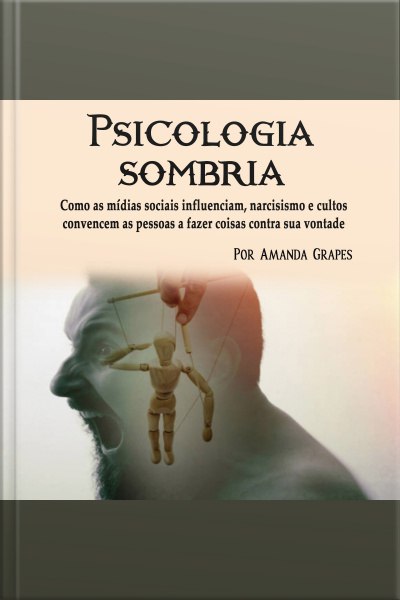 Psicologia
sombria
Como as mídias sociais influenciam, narcisismo e cultos
convencem as pessoas a fazer coisas contra sua vontade
Por Amanda Grapes